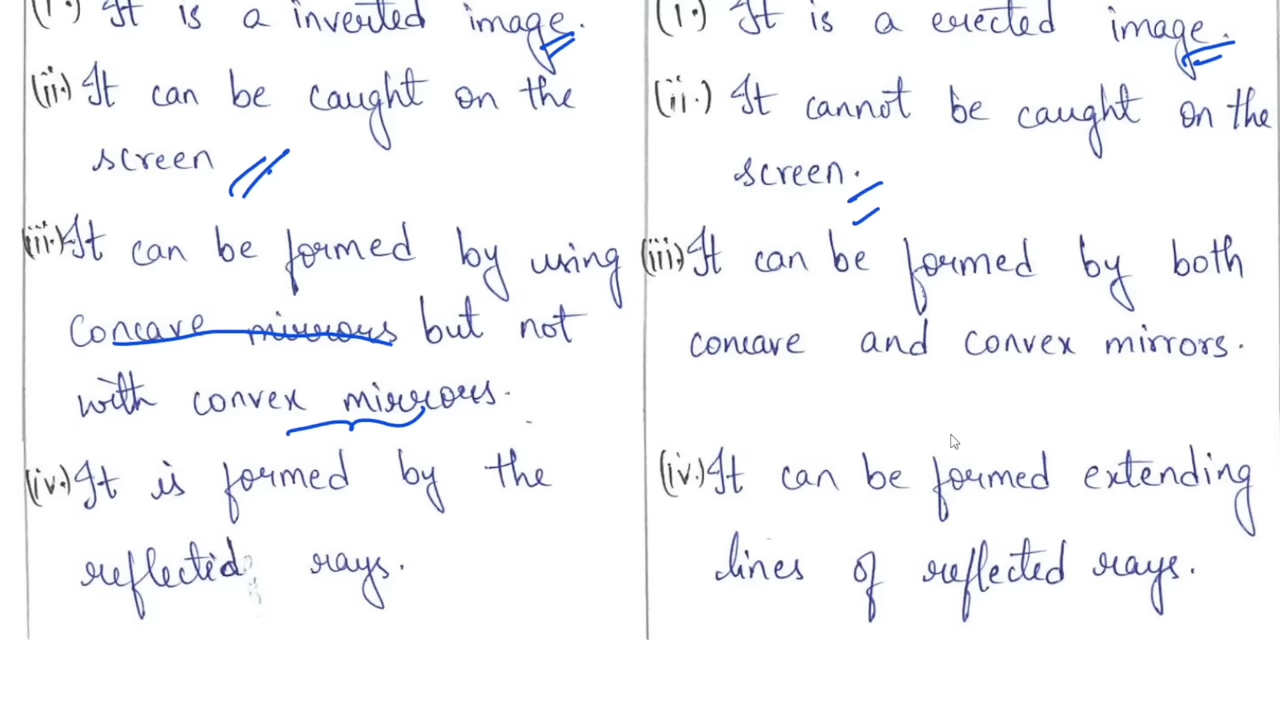 (i.) It is a inverted image.
(ii.) It can be caught on the
screen
(iii.) It can be formed by using
concave mirrors but not
with convex mirrors.
(iv.) It is formed by the
reflected rays.
(i.) It is a erected image.
(ii.) It cannot be caught on the
screen.
(iii) It can be formed by both
concave and convex mirrors.
(iv.) It can be formed extending
lines of reflected rays.